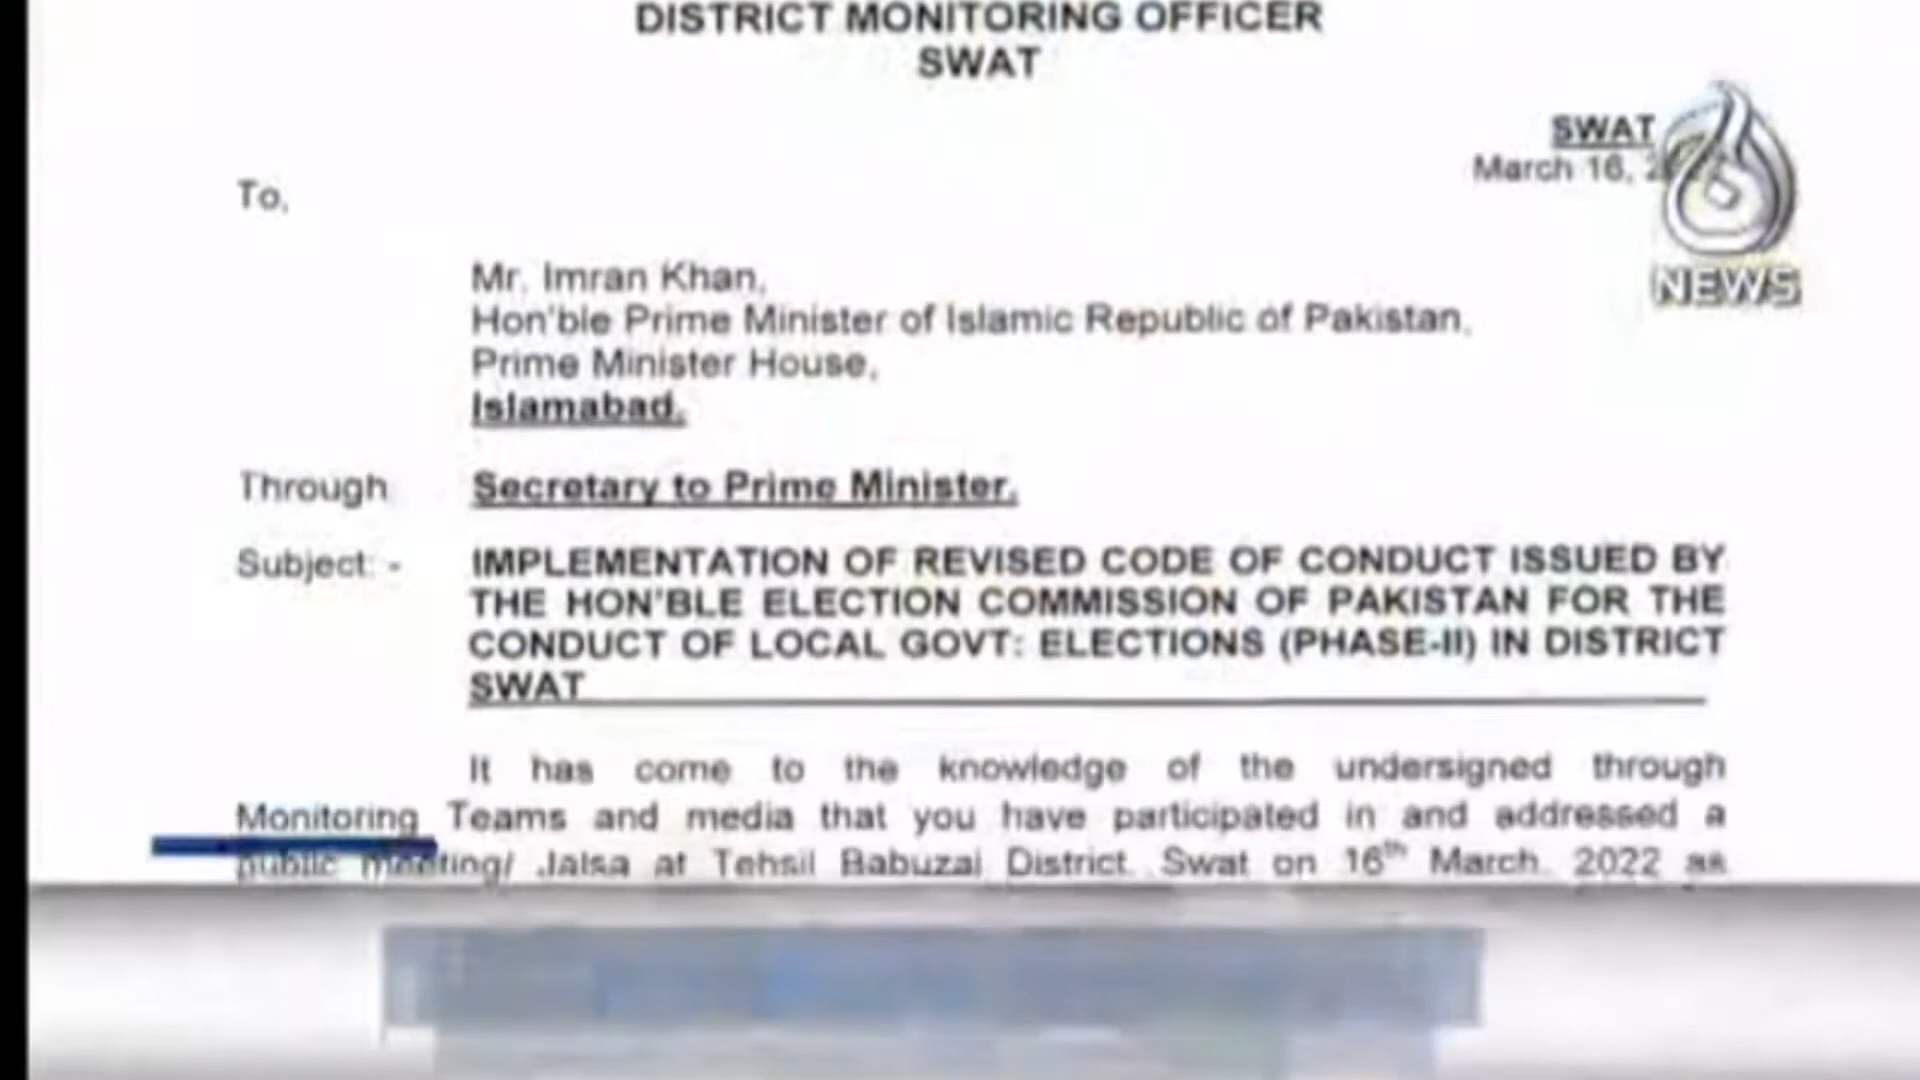 DISTRICT MONITORING OFFICER
SWAT
SWAT
March 16, 2
NEWS
To,
Mr. Imran Khan,
Hon'ble Prime Minister of Islamic Republic of Pakistan,
Prime Minister House,
Islamabad.
Through Secretary to Prime Minister.
Subject: - IMPLEMENTATION OF REVISED CODE OF CONDUCT ISSUED BY
THE HON'BLE ELECTION COMMISSION OF PAKISTAN FOR THE
CONDUCT OF LOCAL GOVT: ELECTIONS (PHASE-II) IN DISTRICT
SWAT
It has come to the knowledge of the undersigned through
Monitoring Teams and media that you have participated in and addressed a
public meeting/ Jalsa at Tehsil Babuzai District. Swat on 16th March. 2022 as